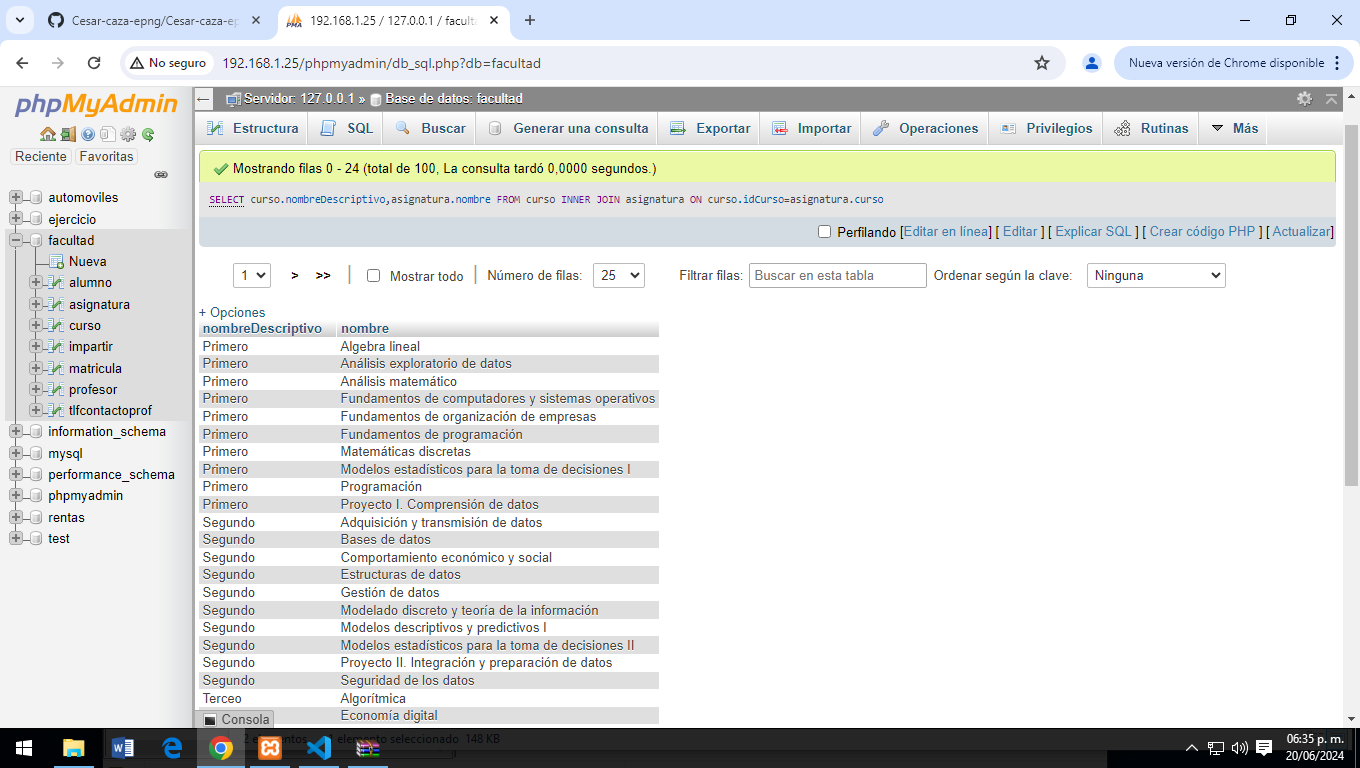 Cesar-caza-epng/Cesar-caza-ep
192.168.1.25 / 127.0.0.1 / faculta
No seguro
192.168.1.25/phpmyadmin/db_sql.php?db=facultad
Nueva versión de Chrome disponible
phpMyAdmin
Reciente
Favoritas
automoviles
ejercicio
facultad
Nueva
alumno
asignatura
curso
impartir
matricula
profesor
tlfcontactoprof
information_schema
mysql
performance_schema
phpmyadmin
rentas
test
Servidor: 127.0.0.1 » Base de datos: facultad
Estructura SQL Buscar Generar una consulta Exportar Importar Operaciones Privilegios Rutinas Más
Mostrando filas 0 - 24 (total de 100, La consulta tardó 0,0000 segundos.)
SELECT curso.nombreDescriptivo,asignatura.nombre FROM curso INNER JOIN asignatura ON curso.idCurso=asignatura.curso
Perfilando [Editar en línea] [ Editar ] [ Explicar SQL ] [ Crear código PHP ] [ Actualizar]
1 > >> | Mostrar todo | Número de filas: 25 Filtrar filas: Buscar en esta tabla Ordenar según la clave: Ninguna
+ Opciones
nombreDescriptivo nombre
Primero Algebra lineal
Primero Análisis exploratorio de datos
Primero Análisis matemático
Primero Fundamentos de computadores y sistemas operativos
Primero Fundamentos de organización de empresas
Primero Fundamentos de programación
Primero Matemáticas discretas
Primero Modelos estadísticos para la toma de decisiones I
Primero Programación
Primero Proyecto I. Comprensión de datos
Segundo Adquisición y transmisión de datos
Segundo Bases de datos
Segundo Comportamiento económico y social
Segundo Estructuras de datos
Segundo Gestión de datos
Segundo Modelado discreto y teoría de la información
Segundo Modelos descriptivos y predictivos I
Segundo Modelos estadísticos para la toma de decisiones II
Segundo Proyecto II. Integración y preparación de datos
Segundo Seguridad de los datos
Terceo Algorítmica
Economía digital
Consola
2 elementos elemento seleccionado 148 KB
06:35 p. m.
20/06/2024